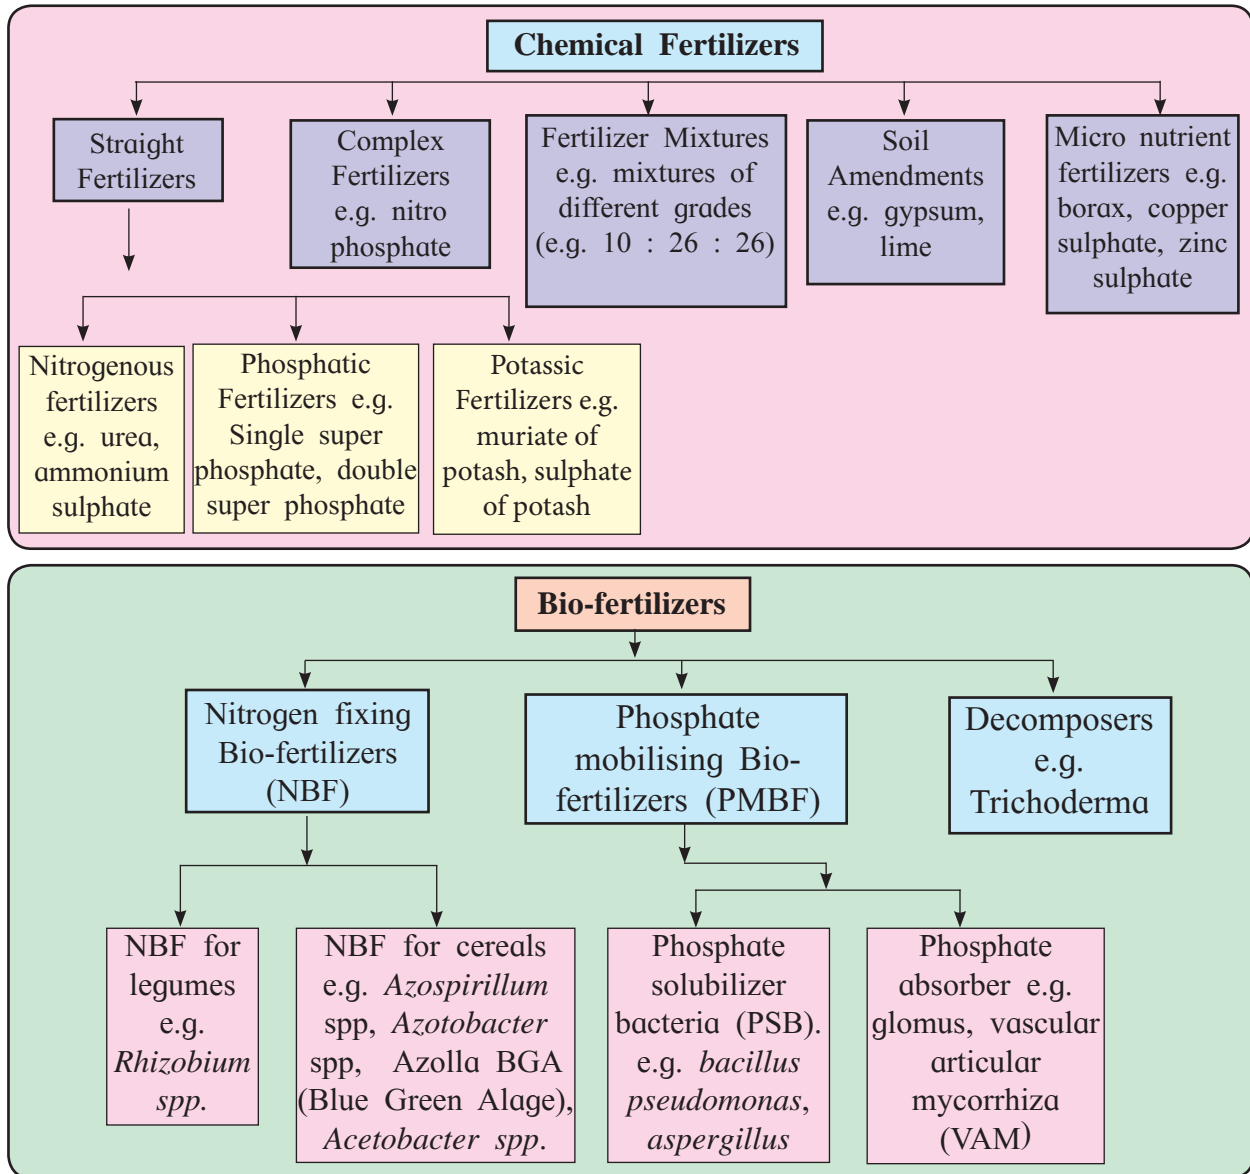 Chemical Fertilizers
Straight
Fertilizers
Complex
Fertilizers
e.g. nitro
phosphate
Fertilizer Mixtures
e.g. mixtures of
different grades
(e.g. 10 : 26 : 26)
Soil
Amendments
e.g. gypsum,
lime
Micro nutrient
fertilizers e.g.
borax, copper
sulphate, zinc
sulphate
Nitrogenous
fertilizers
e.g. urea,
ammonium
sulphate
Phosphatic
Fertilizers e.g.
Single super
phosphate, double
super phosphate
Potassic
Fertilizers e.g.
muriate of
potash, sulphate
of potash
Bio-fertilizers
Nitrogen fixing
Bio-fertilizers
(NBF)
Phosphate
mobilising Bio-
fertilizers (PMBF)
Decomposers
e.g.
Trichoderma
NBF for
legumes
e.g.
Rhizobium
spp.
NBF for cereals
e.g. Azospirillum
spp, Azotobacter
spp, Azolla BGA
(Blue Green Alage),
Acetobacter spp.
Phosphate
solubilizer
bacteria (PSB).
e.g. bacillus
pseudomonas,
aspergillus
Phosphate
absorber e.g.
glomus, vascular
articular
mycorrhiza
(VAM)